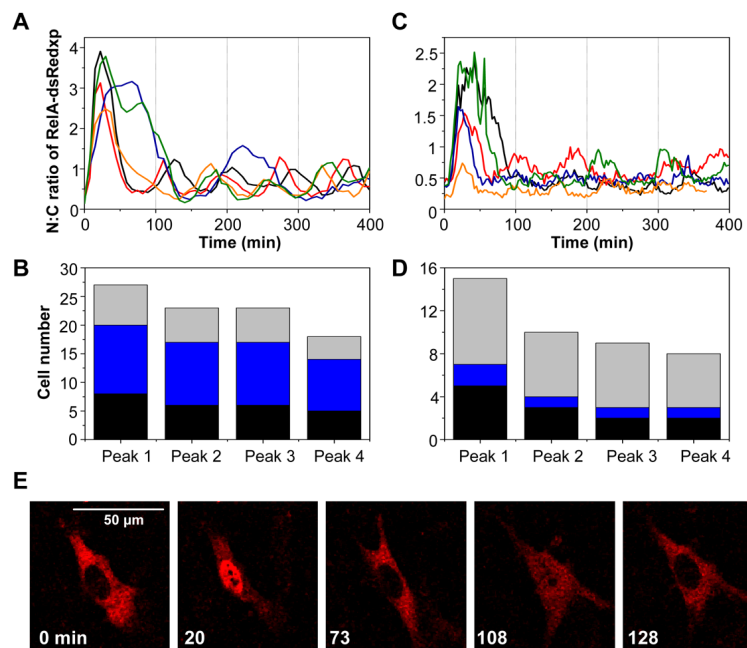 A
C
N:C ratio of RelA-dsRedxp
4
3
2
1
0
0 100 200 300 400
Time (min)
2.5
2
1.5
1
0.5
0
0 100 200 300 400
Time (min)
B
D
Cell number
30
25
20
15
10
5
0
Peak 1 Peak 2 Peak 3 Peak 4
16
12
8
4
0
Peak 1 Peak 2 Peak 3 Peak 4
E
50 µm
0 min 20 73 108 128